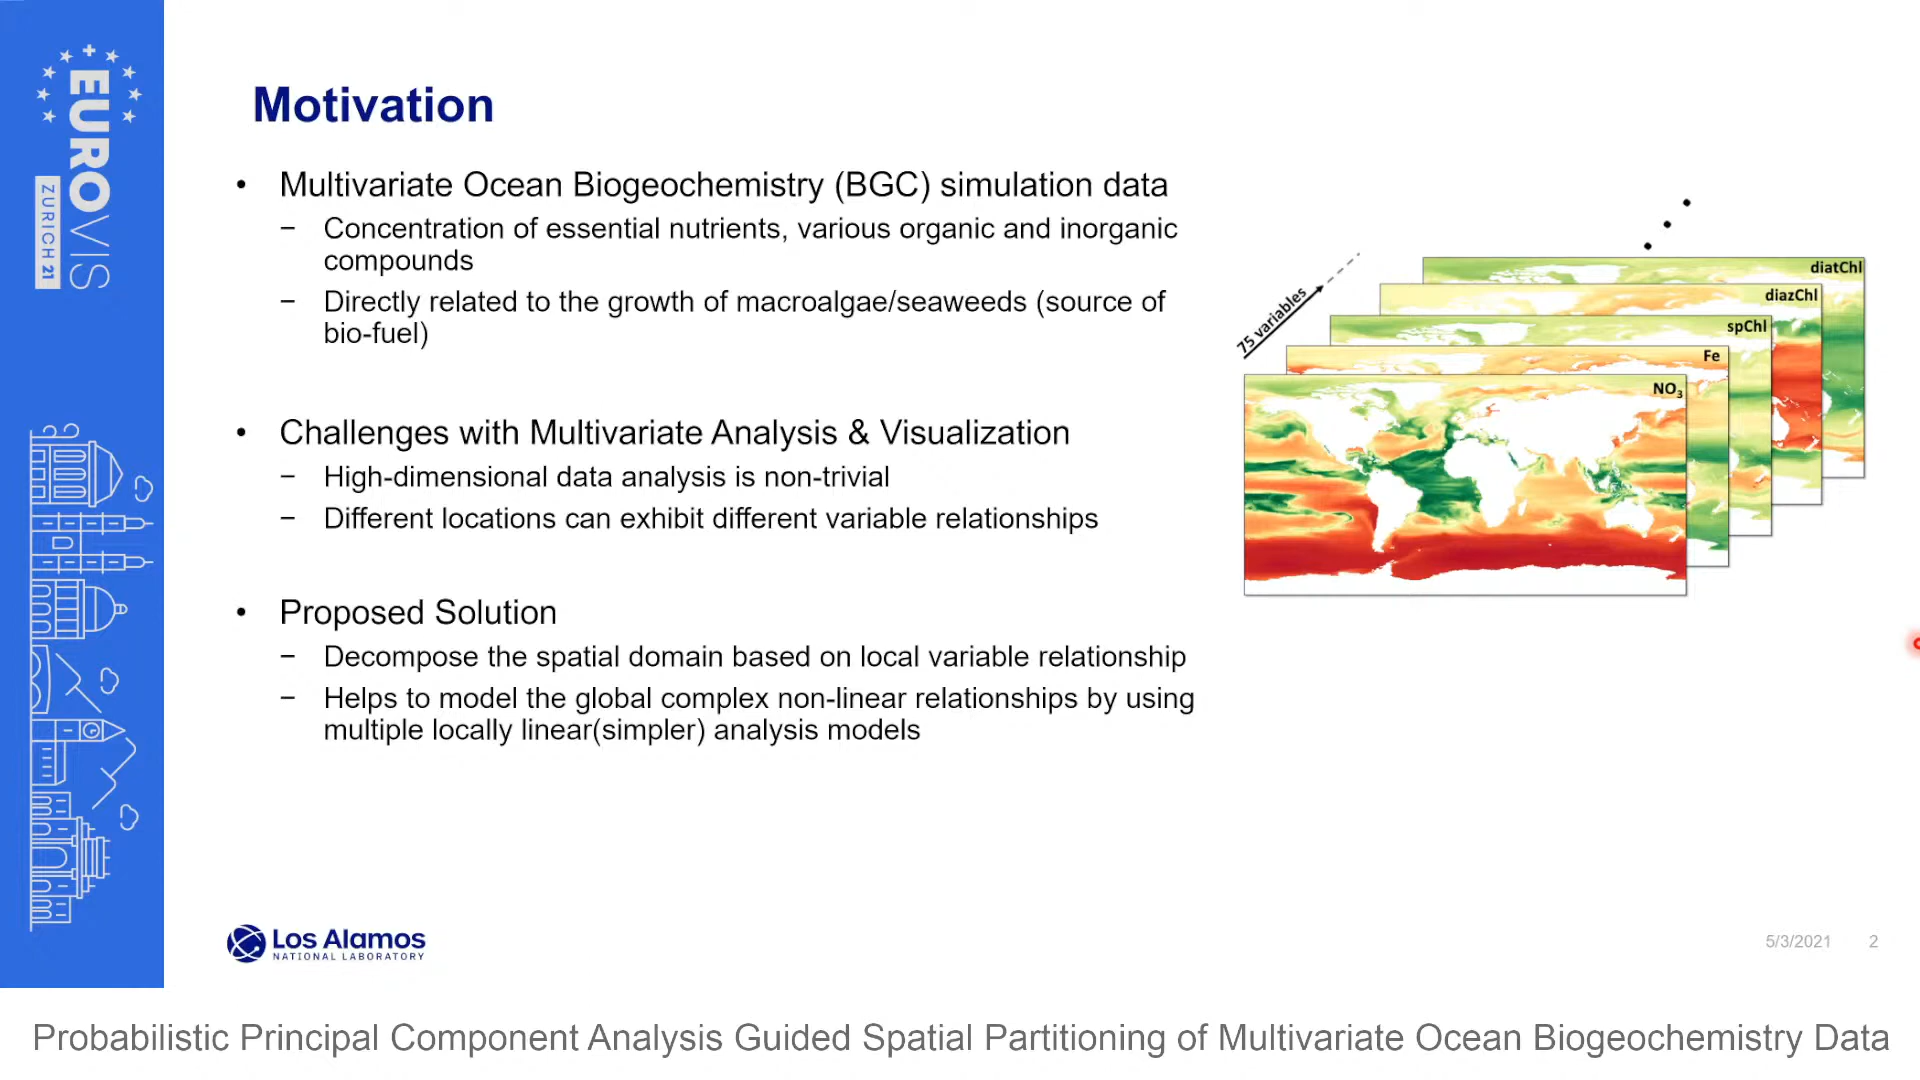 EUROVIS
ZURICH 21
Motivation
• Multivariate Ocean Biogeochemistry (BGC) simulation data
− Concentration of essential nutrients, various organic and inorganic
compounds
− Directly related to the growth of macroalgae/seaweeds (source of
bio-fuel)
• Challenges with Multivariate Analysis & Visualization
− High-dimensional data analysis is non-trivial
− Different locations can exhibit different variable relationships
• Proposed Solution
− Decompose the spatial domain based on local variable relationship
− Helps to model the global complex non-linear relationships by using
multiple locally linear(simpler) analysis models
75 variables
diatChl
diazChl
spChl
Fe
NO₃
Los Alamos
NATIONAL LABORATORY
5/3/2021 2
Probabilistic Principal Component Analysis Guided Spatial Partitioning of Multivariate Ocean Biogeochemistry Data